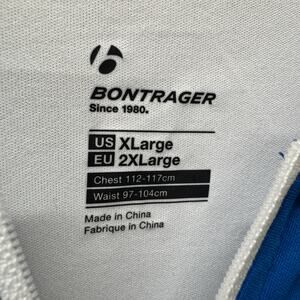 BONTRAGER
Since 1980.
US XLarge
EU 2XLarge
Chest 112-117cm
Waist 97-104cm
Made in China
Fabrique in China